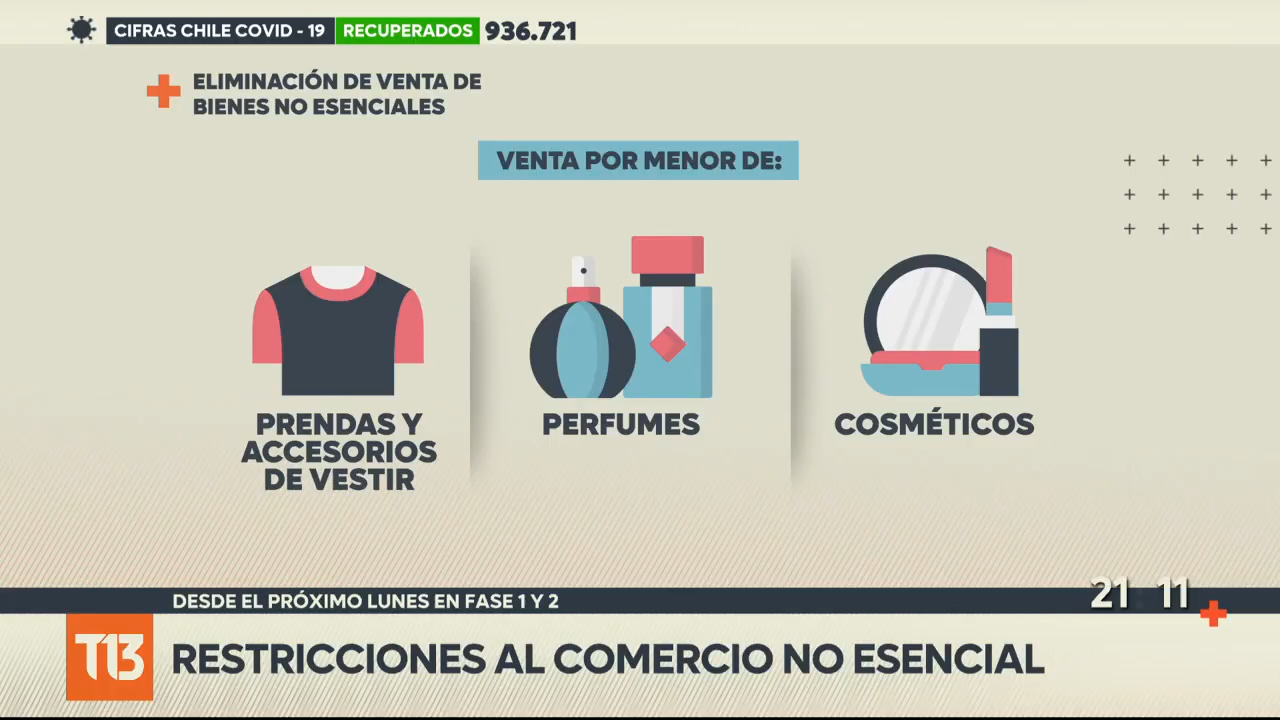 CIFRAS CHILE COVID - 19 RECUPERADOS 936.721
ELIMINACIÓN DE VENTA DE
BIENES NO ESENCIALES
VENTA POR MENOR DE:
PRENDAS Y
ACCESORIOS
DE VESTIR
PERFUMES
COSMÉTICOS
DESDE EL PRÓXIMO LUNES EN FASE 1 Y 2
21:11
T13
RESTRICCIONES AL COMERCIO NO ESENCIAL